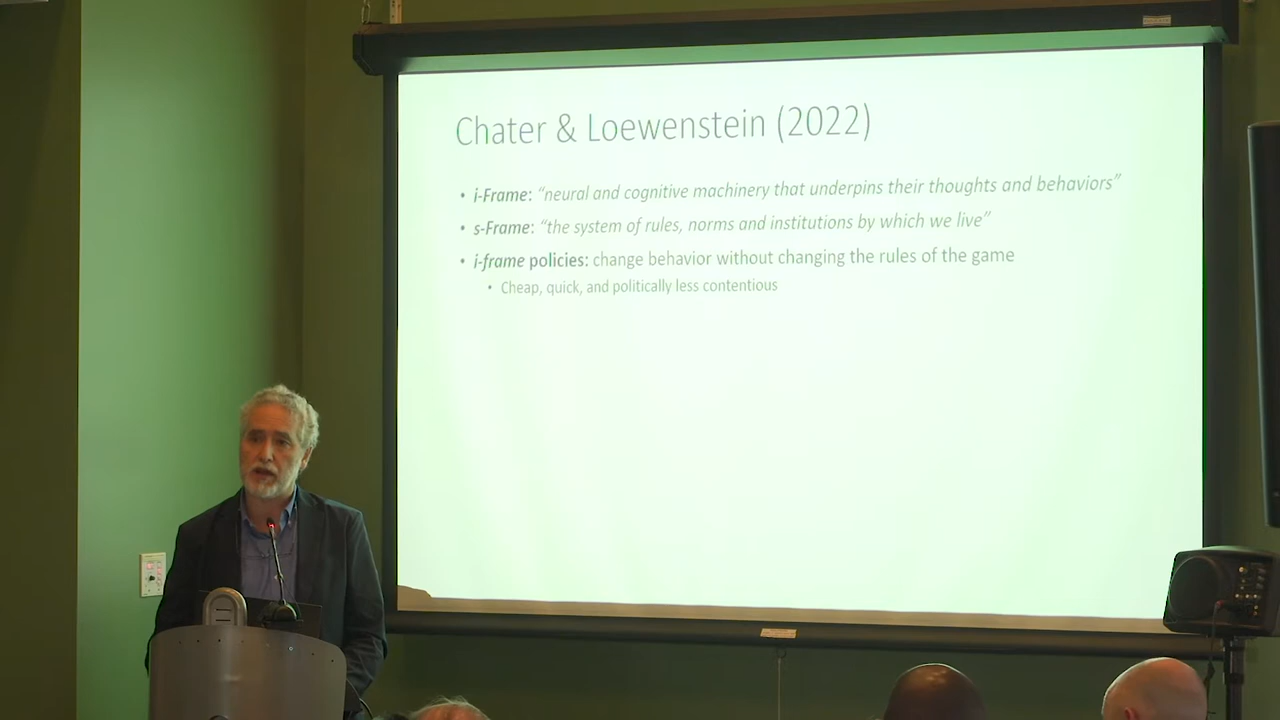 Chater & Loewenstein (2022)
• i-Frame: “neural and cognitive machinery that underpins their thoughts and behaviors”
• s-Frame: “the system of rules, norms and institutions by which we live”
• i-frame policies: change behavior without changing the rules of the game
• Cheap, quick, and politically less contentious